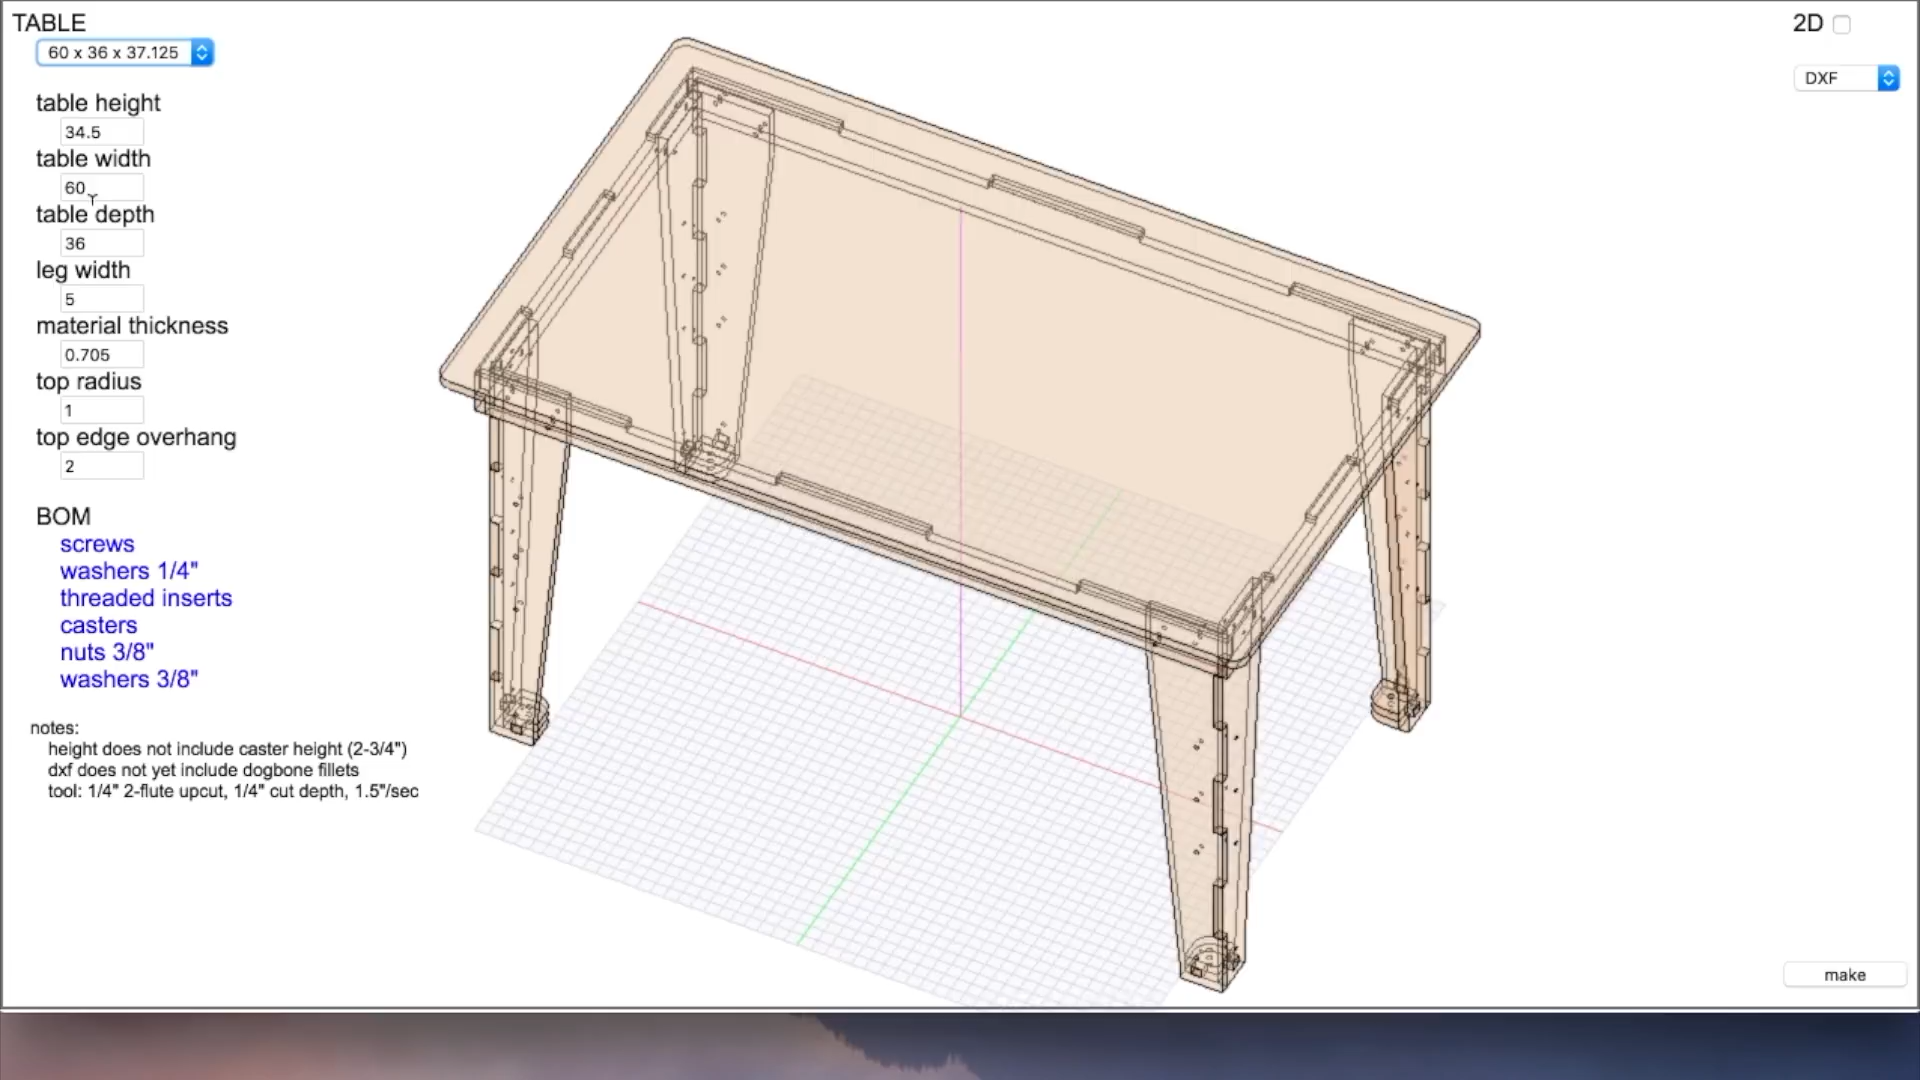 TABLE
60 x 36 x 37.125
table height
34.5
table width
60
table depth
36
leg width
5
material thickness
0.705
top radius
1
top edge overhang
2
BOM
screws
washers 1/4"
threaded inserts
casters
nuts 3/8"
washers 3/8"
notes:
height does not include caster height (2-3/4")
dxf does not yet include dogbone fillets
tool: 1/4" 2-flute upcut, 1/4" cut depth, 1.5"/sec
2D
DXF
make